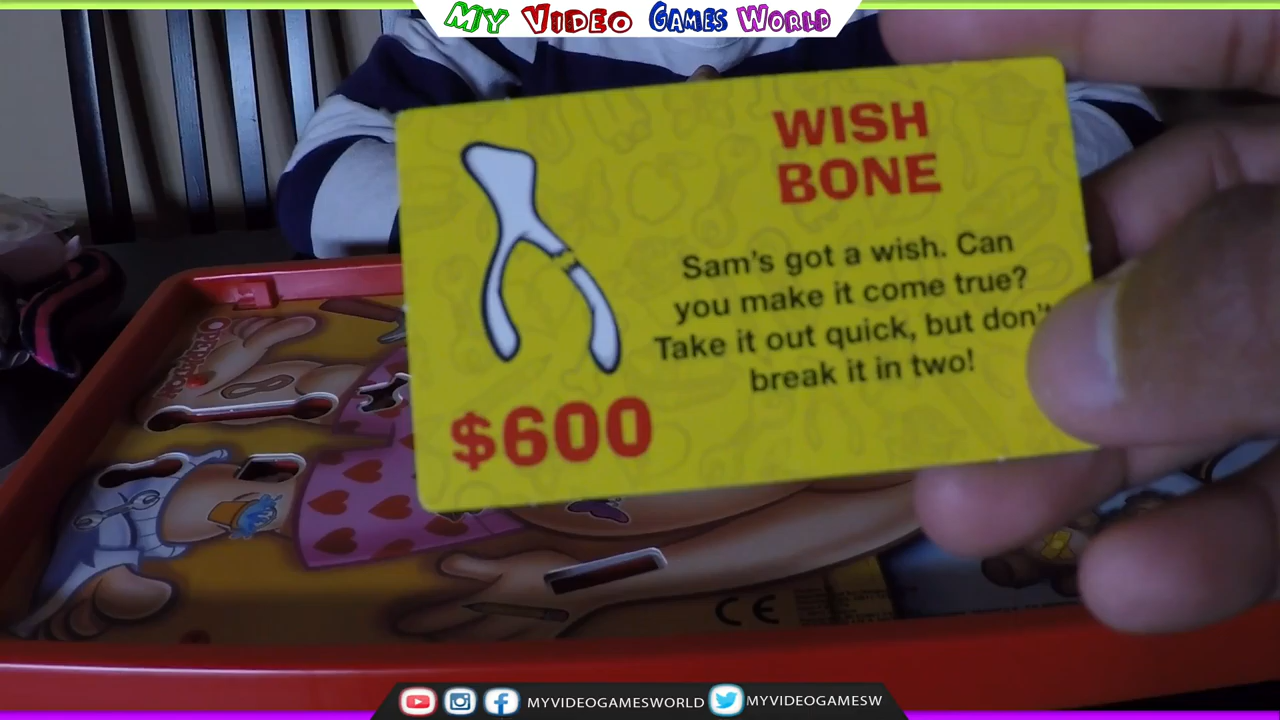 MY VIDEO GAMES WORLD
WISH
BONE
Sam's got a wish. Can
you make it come true?
Take it out quick, but don't
break it in two!
$600
OPERATION
CE
MYVIDEOGAMESWORLD
MYVIDEOGAMESW